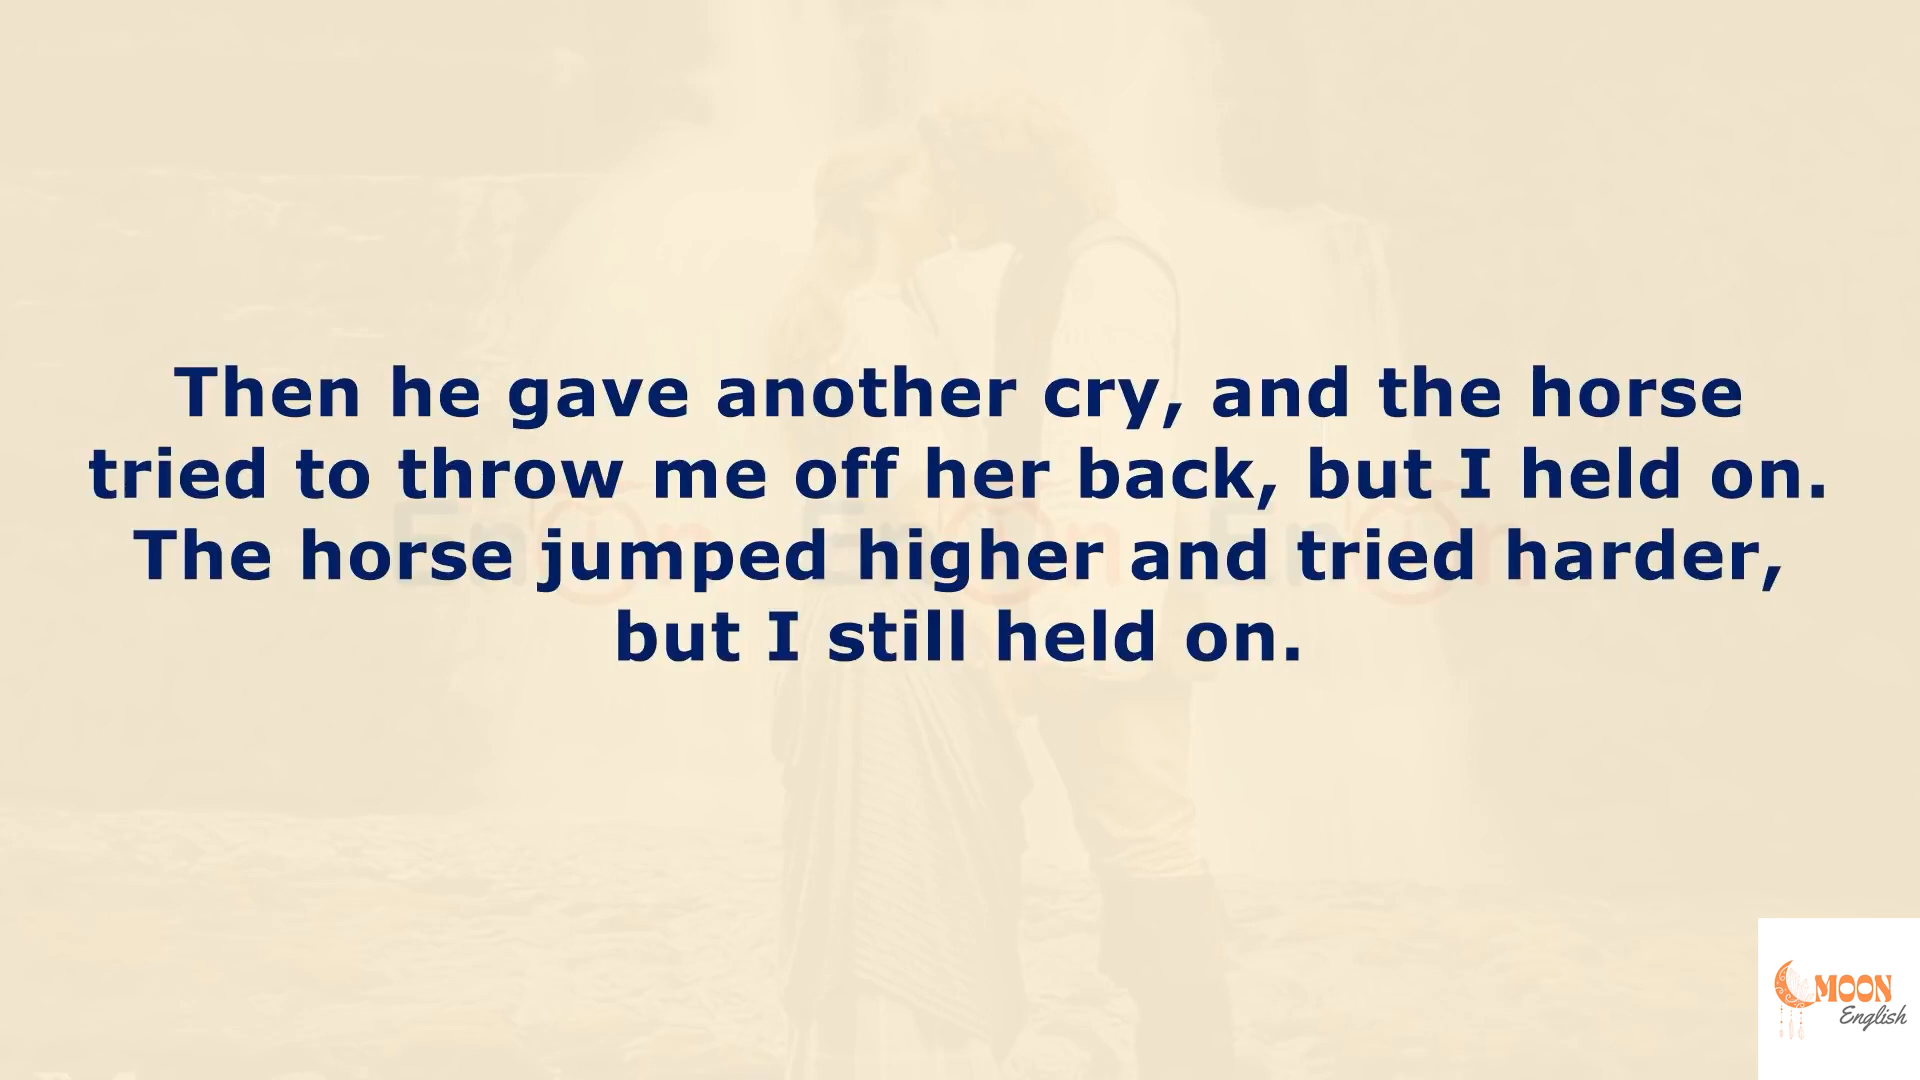 Then he gave another cry, and the horse
tried to throw me off her back, but I held on.
The horse jumped higher and tried harder,
but I still held on.
MOON
English